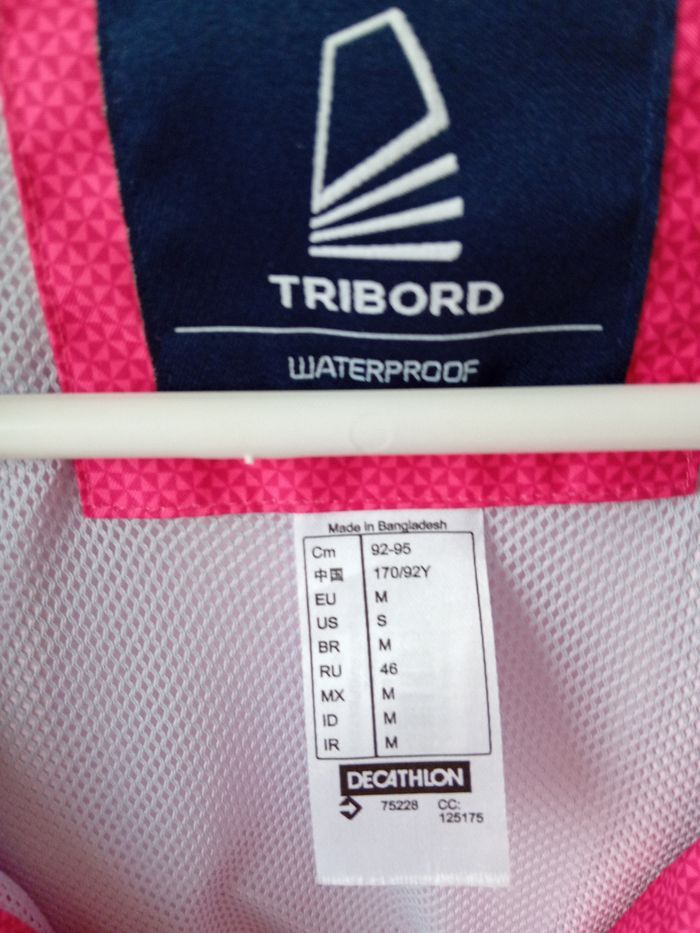 TRIBORD
WATERPROOF
Made in Bangladesh
Cm 92-95
中国 170/92Y
EU M
US S
BR M
RU 46
MX M
ID M
IR M
DECATHLON
75228 CC:
125175